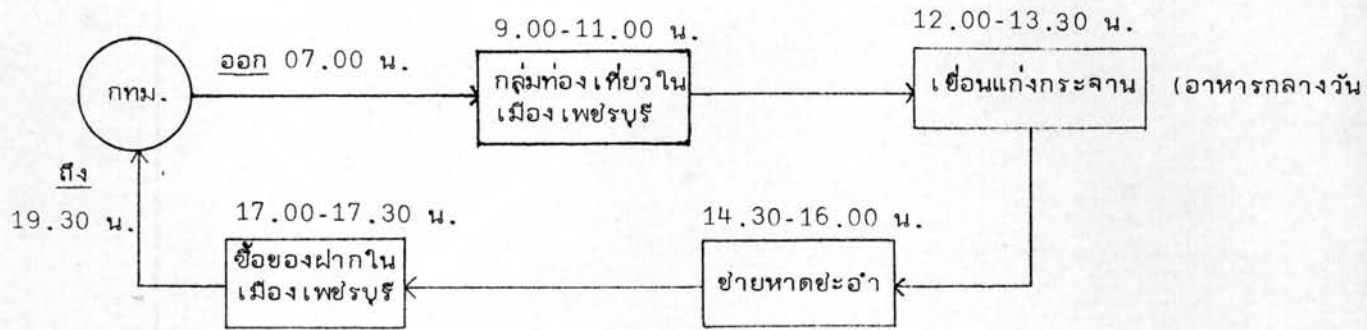 12.00-13.30 น.
9.00-11.00 น.
ออก 07.00 น.
กทม.
กลุ่มท่องเที่ยวใน
เมืองเพชรบุรี
เขื่อนแก่งกระจาน (อาหารกลางวัน
ถึง
19.30 น.
17.00-17.30 น.
14.30-16.00 น.
ซื้อของฝากใน
เมืองเพชรบุรี
ชายหาดชะอำ